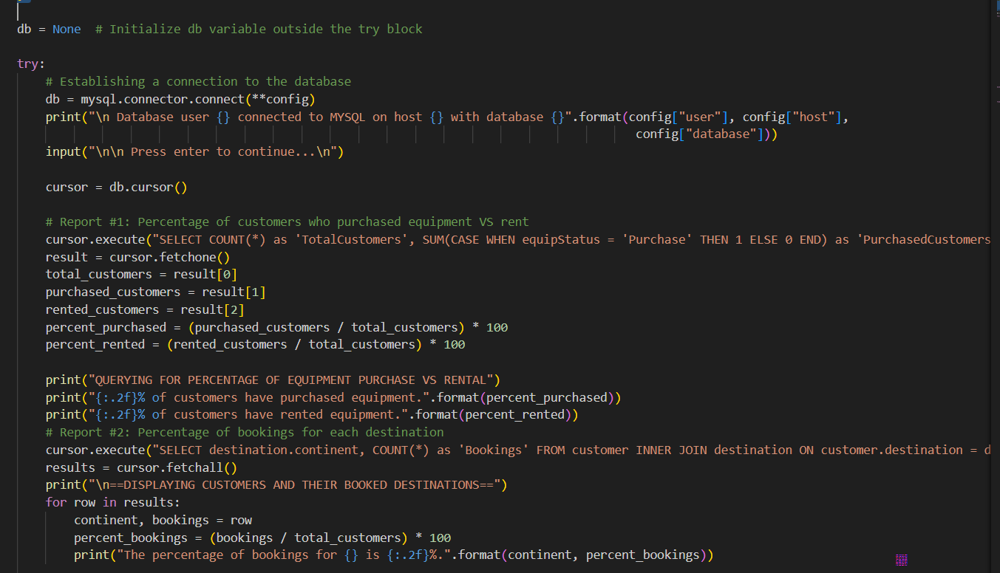 db = None  # Initialize db variable outside the try block
try:
# Establishing a connection to the database
db = mysql.connector.connect(**config)
print("\n Database user {} connected to MYSQL on host {} with database {}".format(config["user"], config["host"],
config["database"]))
input("\n\n Press enter to continue...\n")
cursor = db.cursor()
# Report #1: Percentage of customers who purchased equipment VS rent
cursor.execute("SELECT COUNT(*) as 'TotalCustomers', SUM(CASE WHEN equipStatus = 'Purchase' THEN 1 ELSE 0 END) as 'PurchasedCustomers
result = cursor.fetchone()
total_customers = result[0]
purchased_customers = result[1]
rented_customers = result[2]
percent_purchased = (purchased_customers / total_customers) * 100
percent_rented = (rented_customers / total_customers) * 100
print("QUERYING FOR PERCENTAGE OF EQUIPMENT PURCHASE VS RENTAL")
print("{:.2f}% of customers have purchased equipment.".format(percent_purchased))
print("{:.2f}% of customers have rented equipment.".format(percent_rented))
# Report #2: Percentage of bookings for each destination
cursor.execute("SELECT destination.continent, COUNT(*) as 'Bookings' FROM customer INNER JOIN destination ON customer.destination = d
results = cursor.fetchall()
print("\n==DISPLAYING CUSTOMERS AND THEIR BOOKED DESTINATIONS==")
for row in results:
continent, bookings = row
percent_bookings = (bookings / total_customers) * 100
print("The percentage of bookings for {} is {:.2f}%.".format(continent, percent_bookings))